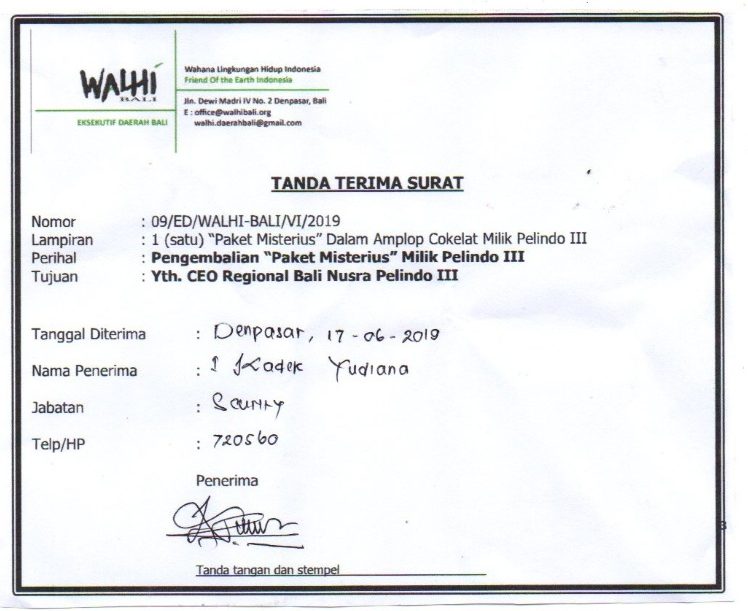 WALHI
BALI
EKSEKUTIF DAERAH BALI
Wahana Lingkungan Hidup Indonesia
Friend Of the Earth Indonesia
Jln. Dewi Madri IV No. 2 Denpasar, Bali
E : office@walhibali.org
walhi.daerahbali@gmail.com
TANDA TERIMA SURAT
Nomor : 09/ED/WALHI-BALI/VI/2019
Lampiran : 1 (satu) “Paket Misterius” Dalam Amplop Cokelat Milik Pelindo III
Perihal : Pengembalian “Paket Misterius” Milik Pelindo III
Tujuan : Yth. CEO Regional Bali Nusra Pelindo III
Tanggal Diterima : Denpasar, 17-06-2019
Nama Penerima : I Kadek Yudiana
Jabatan :
Telp/HP : 720560
Penerima
Tanda tangan dan stempel